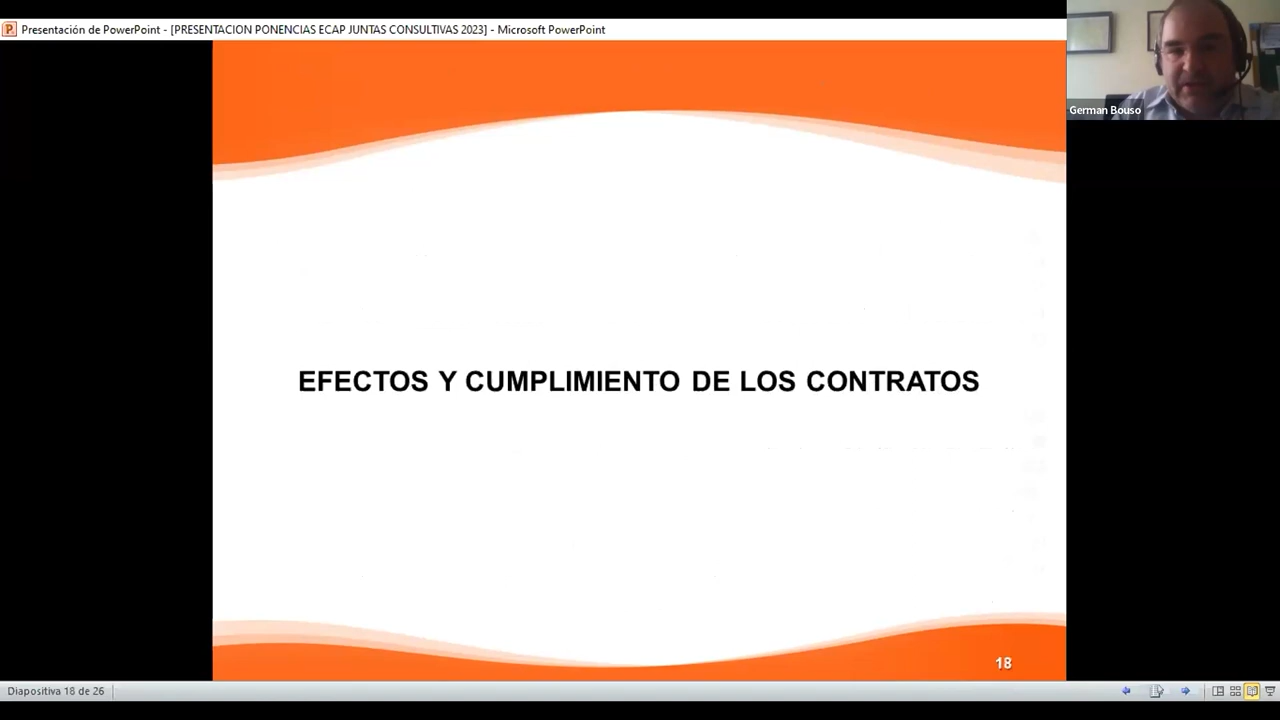 Presentación de PowerPoint - [PRESENTACION PONENCIAS ECAP JUNTAS CONSULTIVAS 2023] - Microsoft PowerPoint
German Bouso
EFECTOS Y CUMPLIMIENTO DE LOS CONTRATOS
18
Diapositiva 18 de 26